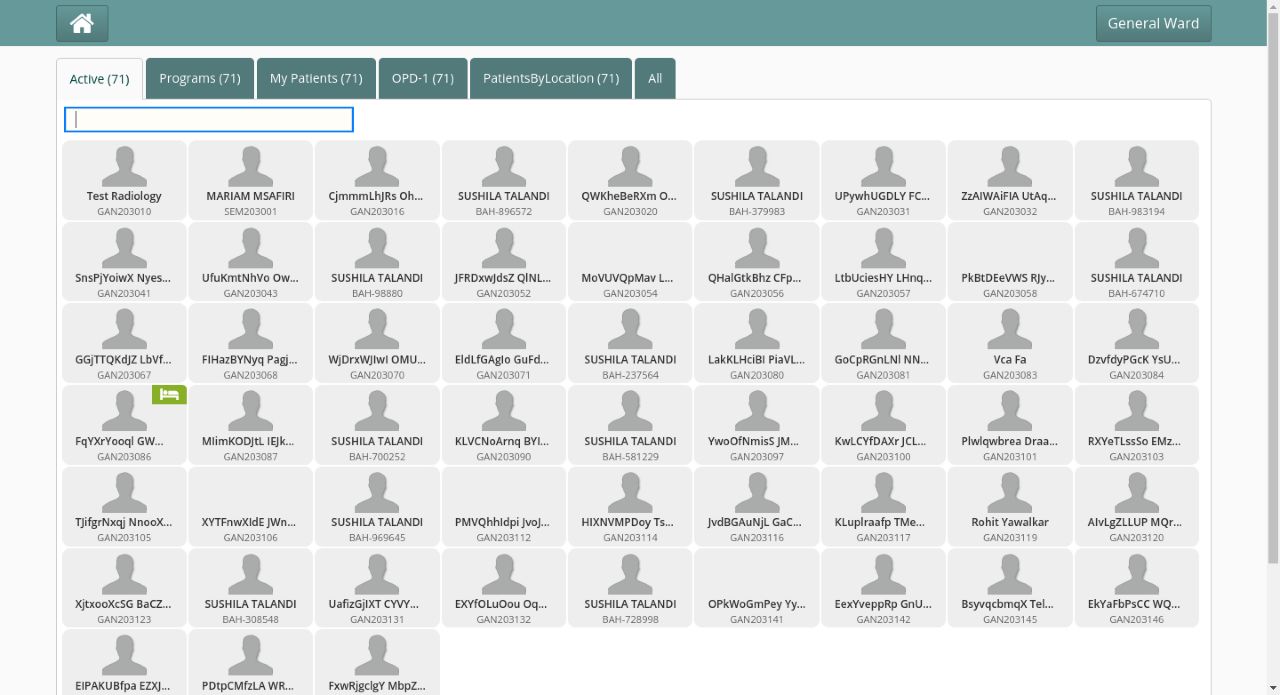 General Ward
Active (71) Programs (71) My Patients (71) OPD-1 (71) PatientsByLocation (71) All
Test Radiology MARIAM MSAFIRI CjmmmLhJRs Oh... SUSHILA TALANDI QWKheBeRXm O... SUSHILA TALANDI UPywhUGDLY FC... ZzAIWAiFIA UtAq... SUSHILA TALANDI
GAN203010 SEM203001 GAN203016 BAH-896572 GAN203020 BAH-379983 GAN203031 GAN203032 BAH-983194
SnsPjYoiwX Nyes... UfuKmtNhVo Ow... SUSHILA TALANDI JFRDxwJdsZ QlNL... MoVUVQpMav L... QHalGtkBhz CFp... LtbUciesHY LHnq... PkBtDEeVWS RJy... SUSHILA TALANDI
GAN203041 GAN203043 BAH-98880 GAN203052 GAN203054 GAN203056 GAN203057 GAN203058 BAH-674710
GGjTTQKdJZ LbVf... FIHazBYNyq Pagj... WjDrxWJIwI OMU... EldLfGAgIo GuFd... SUSHILA TALANDI LakKLHciBI PiaVL... GoCpRGnLNl NN... Vca Fa DzvfdyPGcK YsU...
GAN203067 GAN203068 GAN203070 GAN203071 BAH-237564 GAN203080 GAN203081 GAN203083 GAN203084
FqYXrYooql GW... MIimKODJtL IEJk... SUSHILA TALANDI KLVCNoArnq BYI... SUSHILA TALANDI YwoOfNmisS JM... KwLCYfDAXr JCL... Plwlqwbrea Draa... RXYeTLssSo EMz...
GAN203086 GAN203087 BAH-700252 GAN203090 BAH-581229 GAN203097 GAN203100 GAN203101 GAN203103
TJifgrNxqj NnooX... XYTFnwXIdE JWn... SUSHILA TALANDI PMVQhhIdpi JvoJ... HIXNVMPDoy Ts... JvdBGAuNjL GaC... KLuplraafp TMe... Rohit Yawalkar AIvLgZLLUP MQr...
GAN203105 GAN203106 BAH-969645 GAN203112 GAN203114 GAN203116 GAN203117 GAN203119 GAN203120
XjtxooXcSG BaCZ... SUSHILA TALANDI UafizGjIXT CYVY... EXYfOLuOou Oq... SUSHILA TALANDI OPkWoGmPey Yy... EexYveppRp GnU... BsyvqcbmqX Tel... EkYaFbPsCC WQ...
GAN203123 BAH-308548 GAN203131 GAN203132 BAH-728998 GAN203141 GAN203142 GAN203145 GAN203146
EIPAKUBfpa EZXJ... PDtpCMfzLA WR... FxwRjgclgY MbpZ...